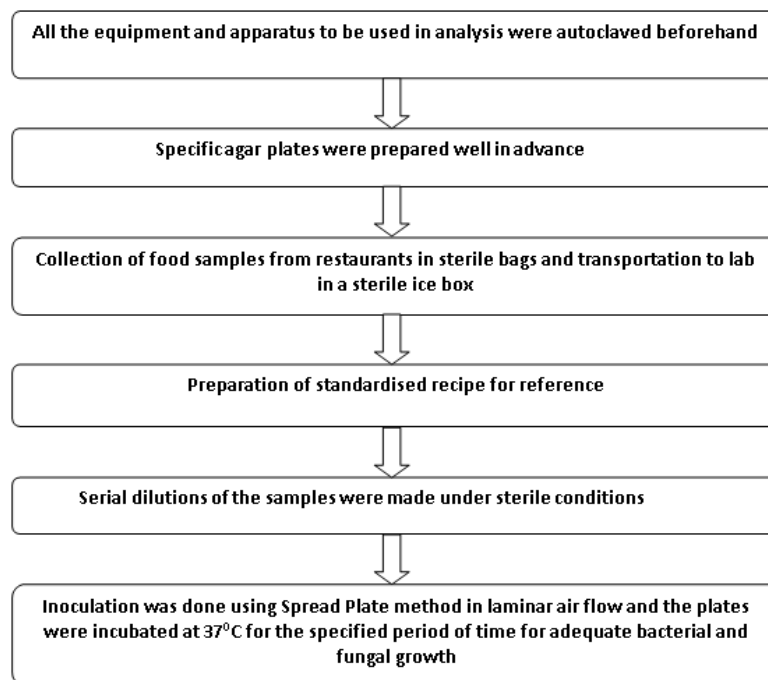 All the equipment and apparatus to be used in analysis were autoclaved beforehand
Specific agar plates were prepared well in advance
Collection of food samples from restaurants in sterile bags and transportation to lab
in a sterile ice box
Preparation of standardised recipe for reference
Serial dilutions of the samples were made under sterile conditions
Inoculation was done using Spread Plate method in laminar air flow and the plates
were incubated at 37⁰C for the specified period of time for adequate bacterial and
fungal growth